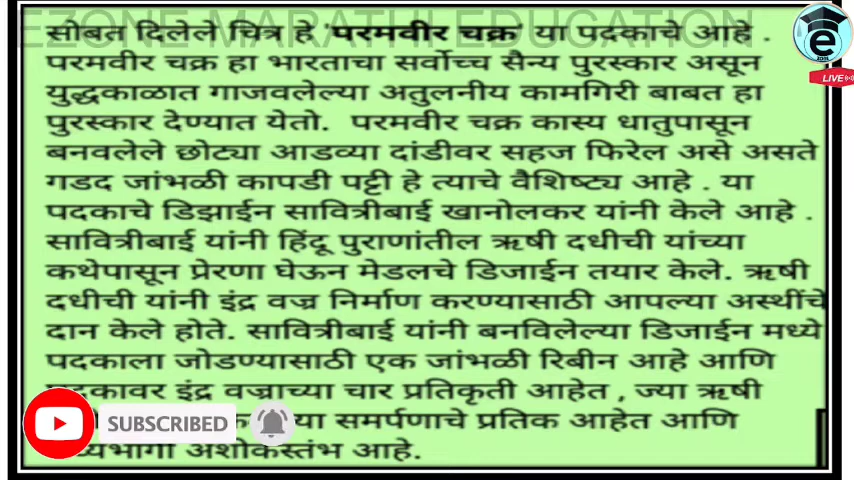 EZONE MARATHI EDUCATION
सोबत दिलेले चित्र हे 'परमवीर चक्र' या पदकाचे आहे .
e
परमवीर चक्र हा भारताचा सर्वोच्च सैन्य पुरस्कार असून
LIVE
युद्धकाळात गाजवलेल्या अतुलनीय कामगिरी बाबत हा
पुरस्कार देण्यात येतो. परमवीर चक्र कास्य धातुपासून
बनवलेले छोट्या आडव्या दांडीवर सहज फिरेल असे असते
गडद जांभळी कापडी पट्टी हे त्याचे वैशिष्ट्य आहे . या
पदकाचे डिझाईन सावित्रीबाई खानोलकर यांनी केले आहे .
सावित्रीबाई यांनी हिंदू पुराणांतील ऋषी दधीची यांच्या
कथेपासून प्रेरणा घेऊन मेडलचे डिजाईन तयार केले. ऋषी
दधीची यांनी इंद्र वज्र निर्माण करण्यासाठी आपल्या अस्थींचे
दान केले होते. सावित्रीबाई यांनी बनविलेल्या डिजाईन मध्ये
पदकाला जोडण्यासाठी एक जांभळी रिबीन आहे आणि
इंद्र वज्राच्या चार प्रतिकृती आहेत , ज्या ऋषी
समर्पणाचे प्रतिक आहेत आणि
SUBSCRIBED
अशोकस्तंभ आहे.